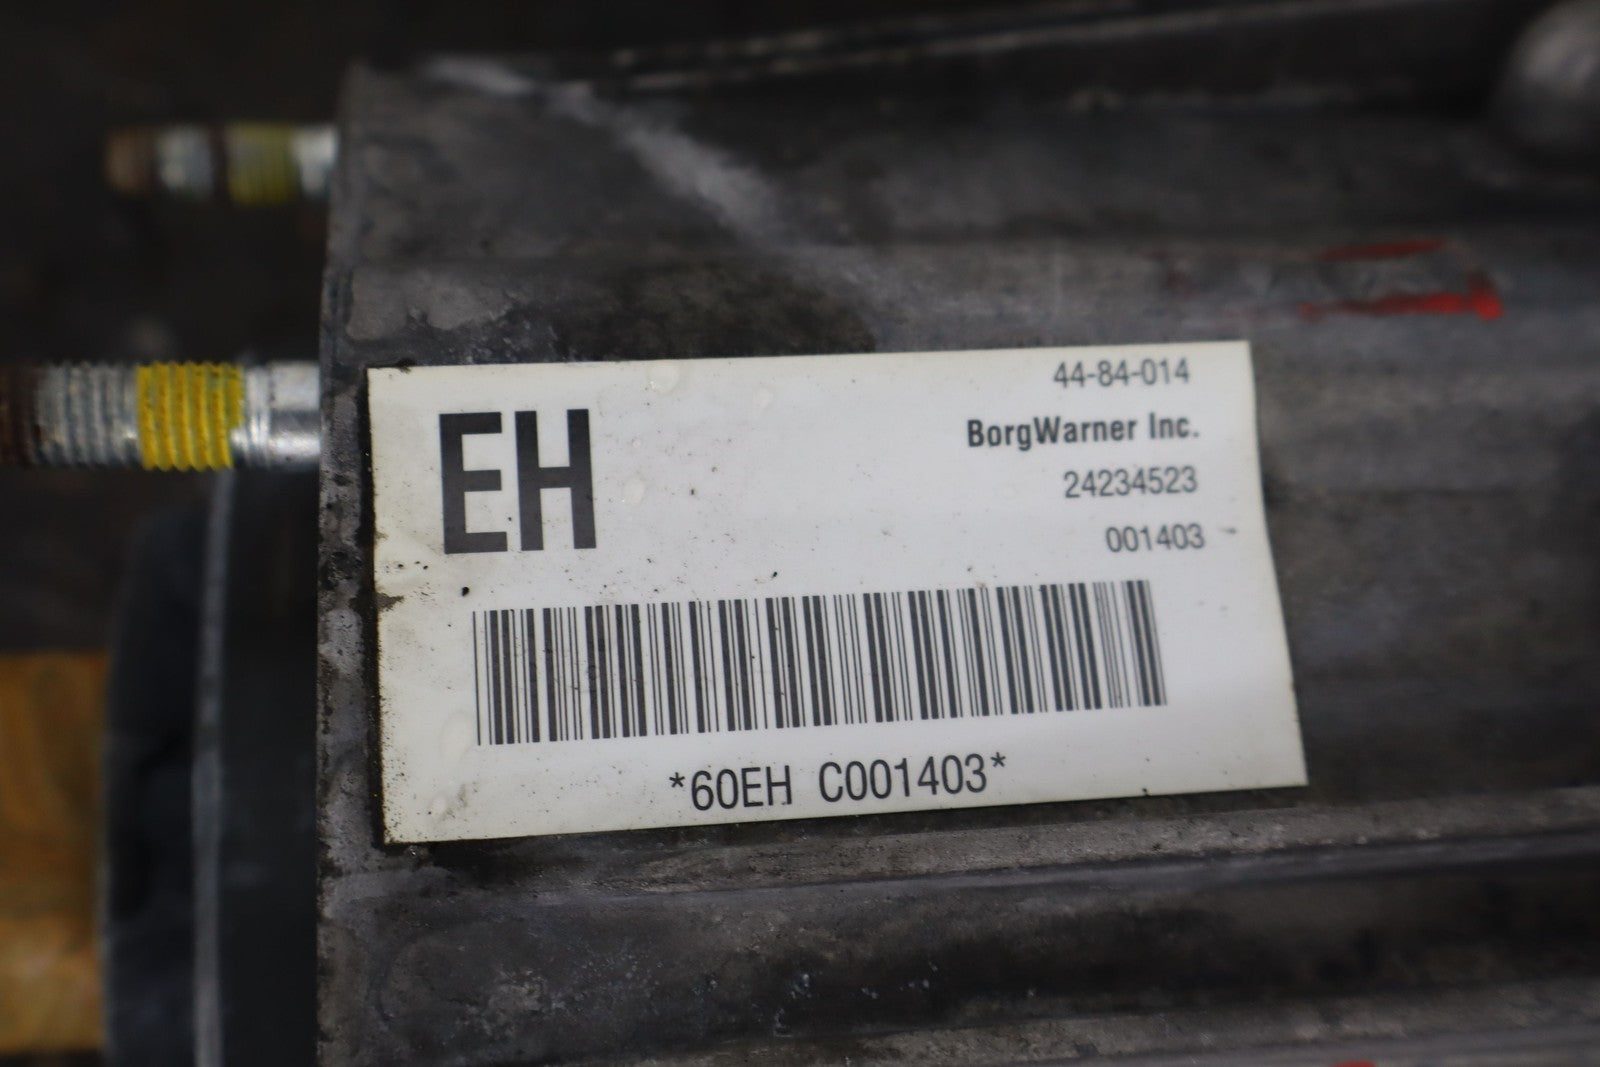 EH
44-84-014
BorgWarner Inc.
24234523
001403
*60EH C001403*